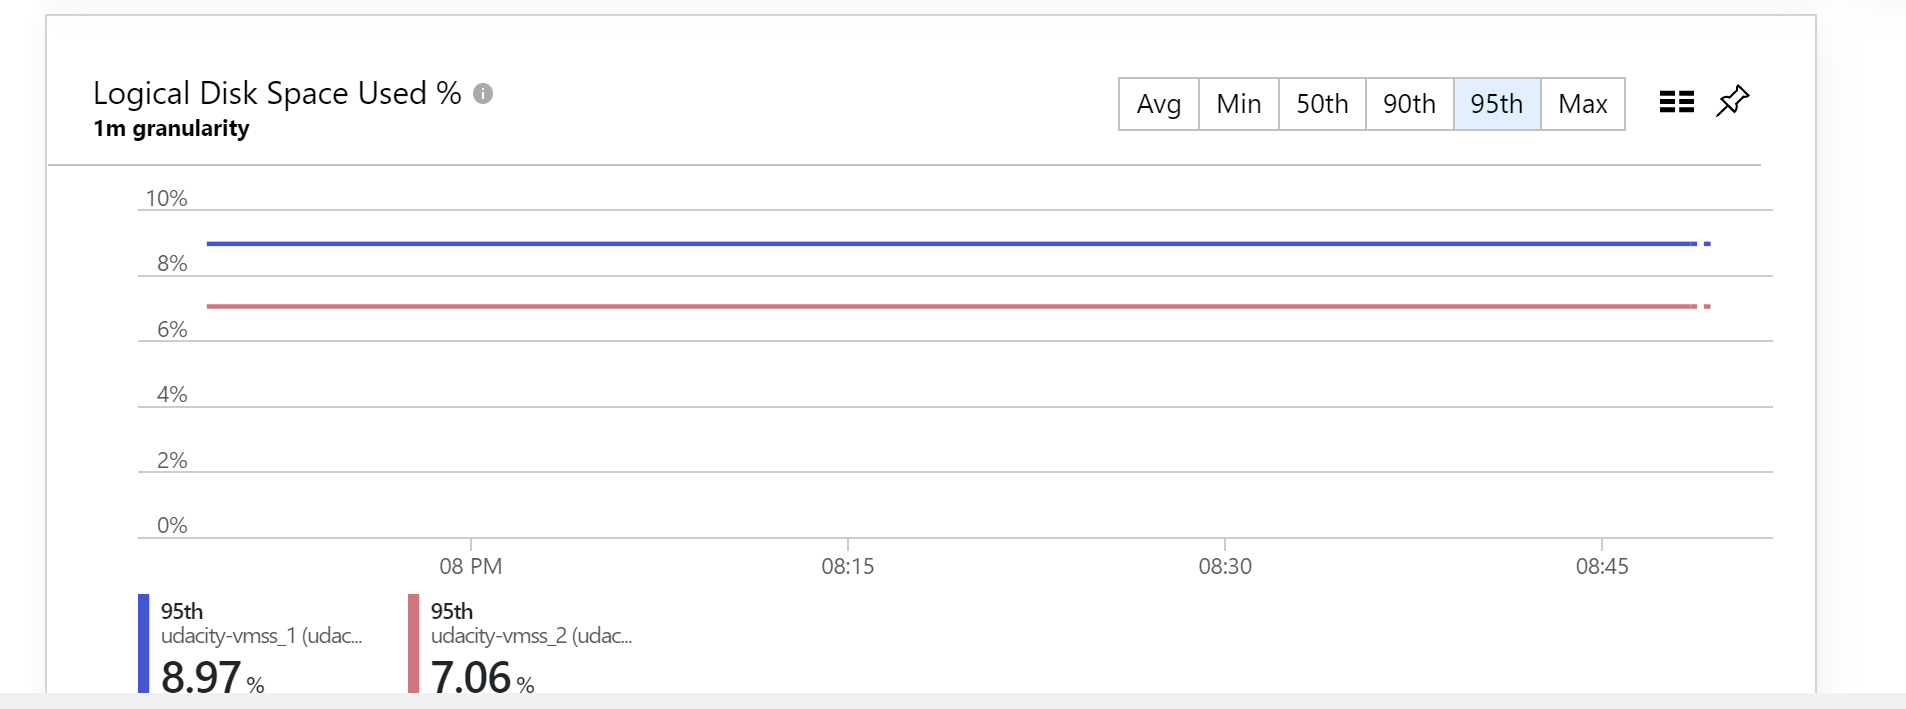 Logical Disk Space Used %
1m granularity
Avg Min 50th 90th 95th Max
10%
8%
6%
4%
2%
0%
08 PM 08:15 08:30 08:45
95th
udacity-vmss_1 (udac...
8.97 %
95th
udacity-vmss_2 (udac...
7.06 %